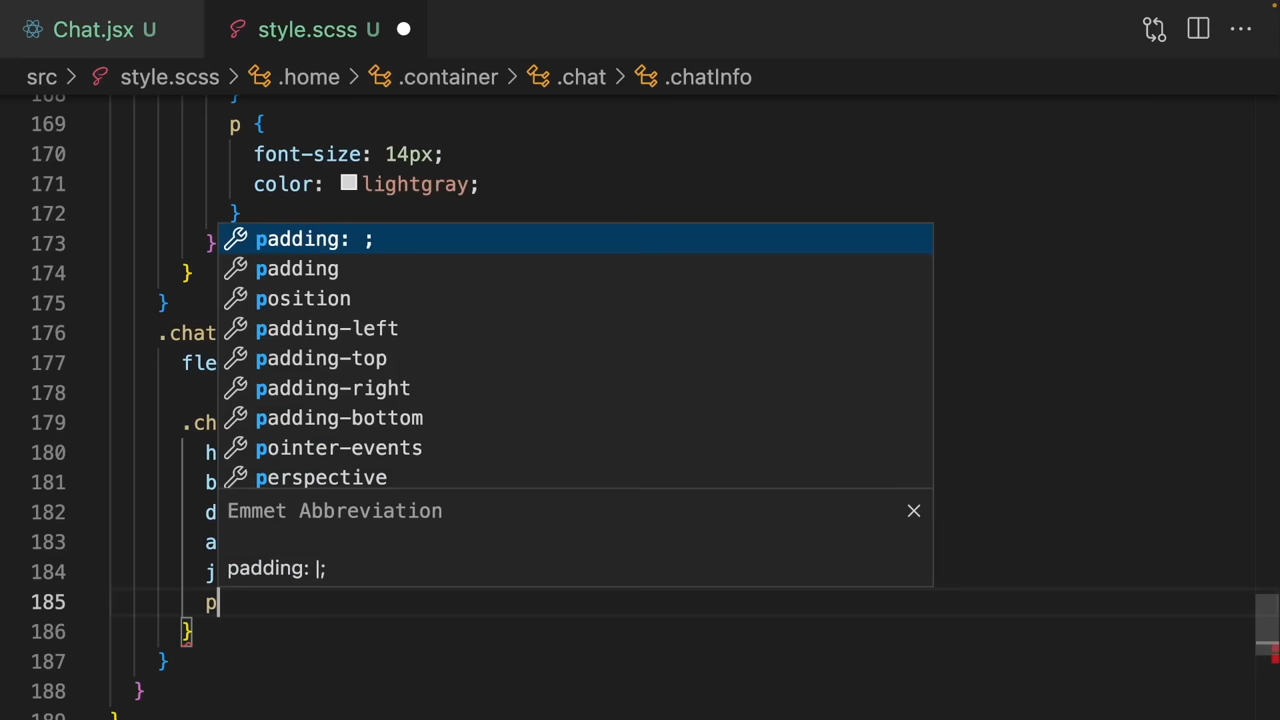 Chat.jsx U
style.scss U
src > style.scss > .home > .container > .chat > .chatInfo
168 }
169 p {
170 font-size: 14px;
171 color: lightgray;
172 }
173 }
174 }
175 }
176 .chat
177 fle
178
179 .ch
180 h
181 b
182 d
183 a
184 j
185 p
186 }
187 }
188 }
189 }
padding: ;
padding
position
padding-left
padding-top
padding-right
padding-bottom
pointer-events
perspective
Emmet Abbreviation
padding: |;